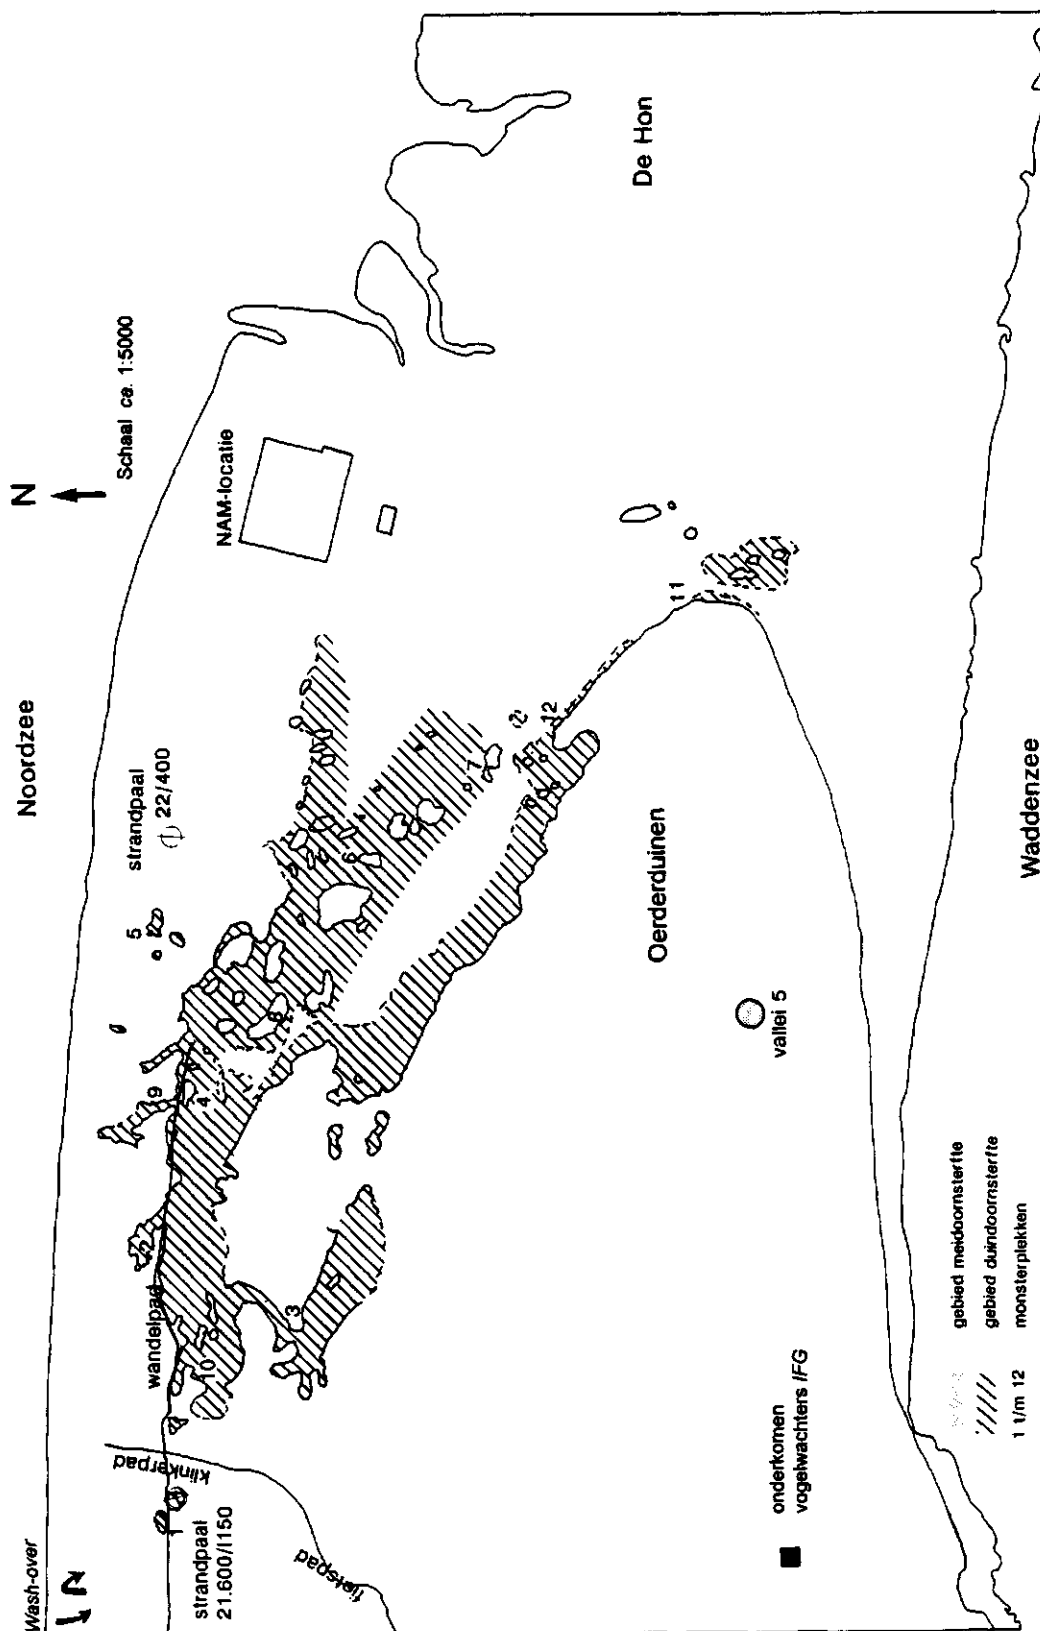 Wash-over
Noordzee
N
Schaal ca. 1:5000
strandpaal
22/400
NAM-locatie
De Hon
wandelpad
klinkerpad
fietspad
strandpaal
21.600/1150
1
2
3
4
5
6
7
8
9
10
11
12
Oerderduinen
vallei 5
Waddenzee
onderkomen
vogelwachters IFG
gebied meidoornsterfte
gebied duindoornsterfte
1 t/m 12 monsterplekken